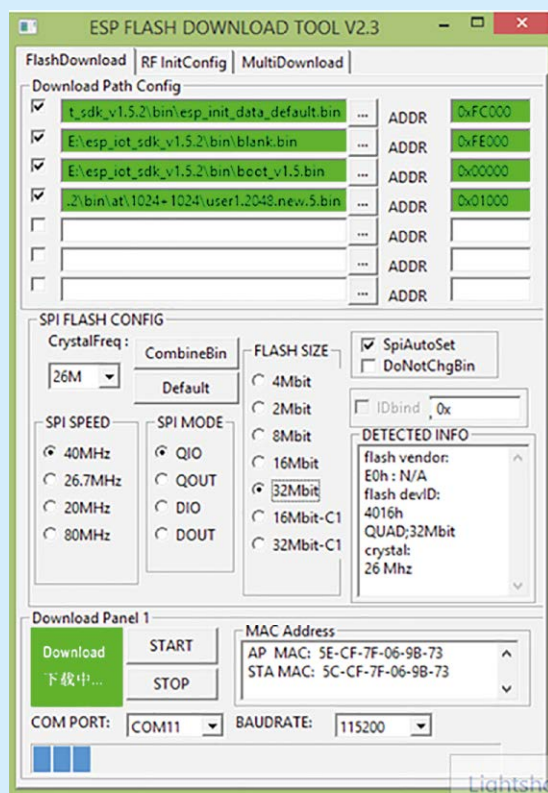 ESP FLASH DOWNLOAD TOOL V2.3
FlashDownload RF InitConfig MultiDownload
Download Path Config
t_sdk_v1.5.2\bin\esp_init_data_default.bin ... ADDR 0xFC000
E:\esp_iot_sdk_v1.5.2\bin\blank.bin ... ADDR 0xFE000
E:\esp_iot_sdk_v1.5.2\bin\boot_v1.5.bin ... ADDR 0x00000
.2\bin\at\1024+1024\user1.2048.new.5.bin ... ADDR 0x01000
... ADDR
... ADDR
... ADDR
SPI FLASH CONFIG
CrystalFreq :
26M
CombineBin
Default
SPI SPEED
40MHz
26.7MHz
20MHz
80MHz
SPI MODE
QIO
QOUT
DIO
DOUT
FLASH SIZE
4Mbit
2Mbit
8Mbit
16Mbit
32Mbit
16Mbit-C1
32Mbit-C1
SpiAutoSet
DoNotChgBin
IDbind 0x
DETECTED INFO
flash vendor:
E0h : N/A
flash devID:
4016h
QUAD;32Mbit
crystal:
26 Mhz
Download Panel 1
Download
下载中...
START
STOP
MAC Address
AP MAC: 5E-CF-7F-06-9B-73
STA MAC: 5C-CF-7F-06-9B-73
COM PORT: COM11 BAUDRATE: 115200